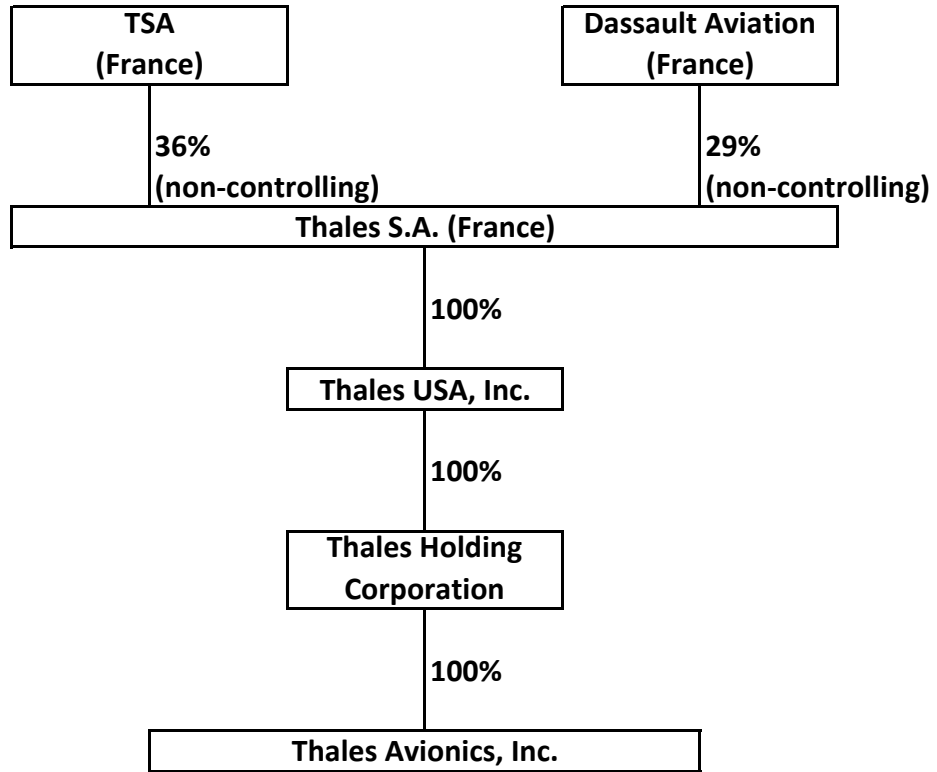 TSA
(France)
Dassault Aviation
(France)
36%
(non-controlling)
29%
(non-controlling)
Thales S.A. (France)
100%
Thales USA, Inc.
100%
Thales Holding
Corporation
100%
Thales Avionics, Inc.